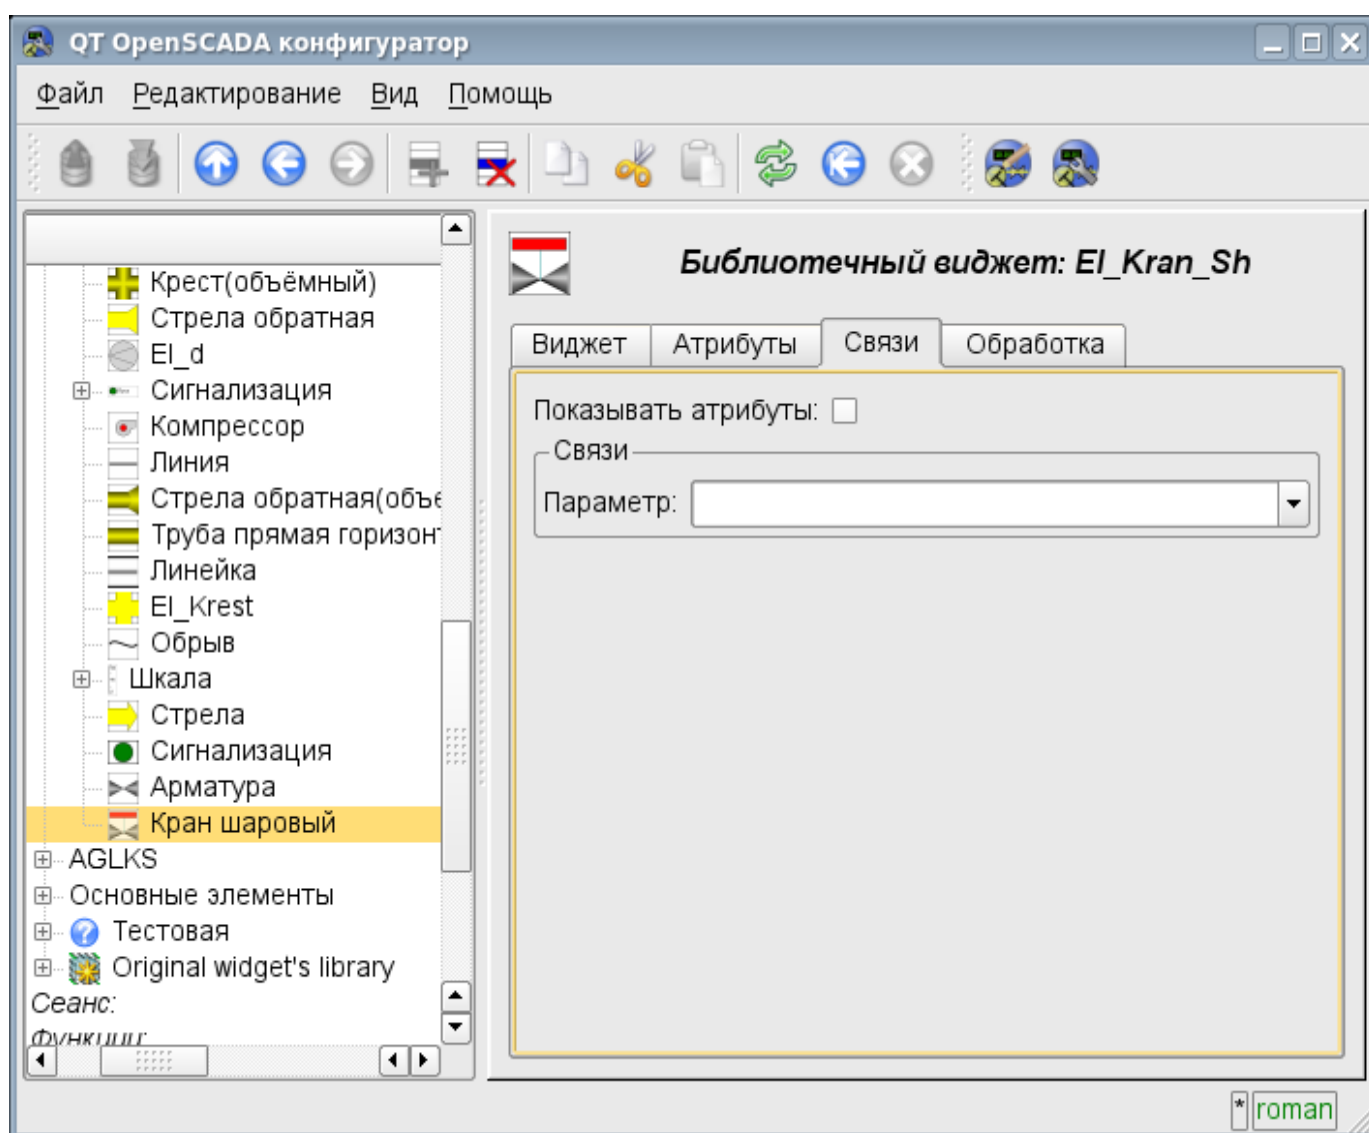 QT OpenSCADA конфигуратор
Файл Редактирование Вид Помощь
Крест(объёмный)
Стрела обратная
El_d
Сигнализация
Компрессор
Линия
Стрела обратная(объе
Труба прямая горизонт
Линейка
El_Krest
Обрыв
Шкала
Стрела
Сигнализация
Арматура
Кран шаровый
AGLKS
Основные элементы
Тестовая
Original widget's library
Сеанс:
Функции:
Библиотечный виджет: El_Kran_Sh
Виджет Атрибуты Связи Обработка
Показывать атрибуты:
Связи
Параметр:
* roman